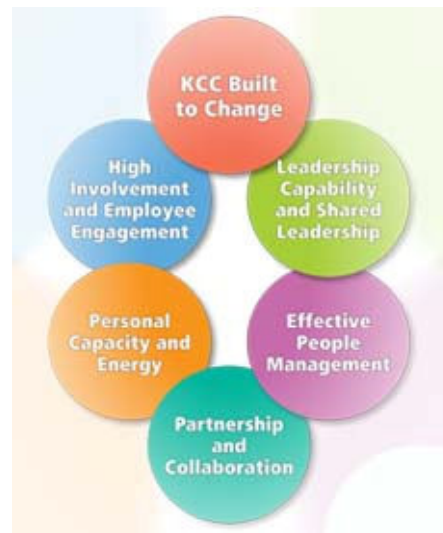 KCC Built
to Change
High
Involvement
and Employee
Engagement
Leadership
Capability
and Shared
Leadership
Personal
Capacity and
Energy
Effective
People
Management
Partnership
and
Collaboration